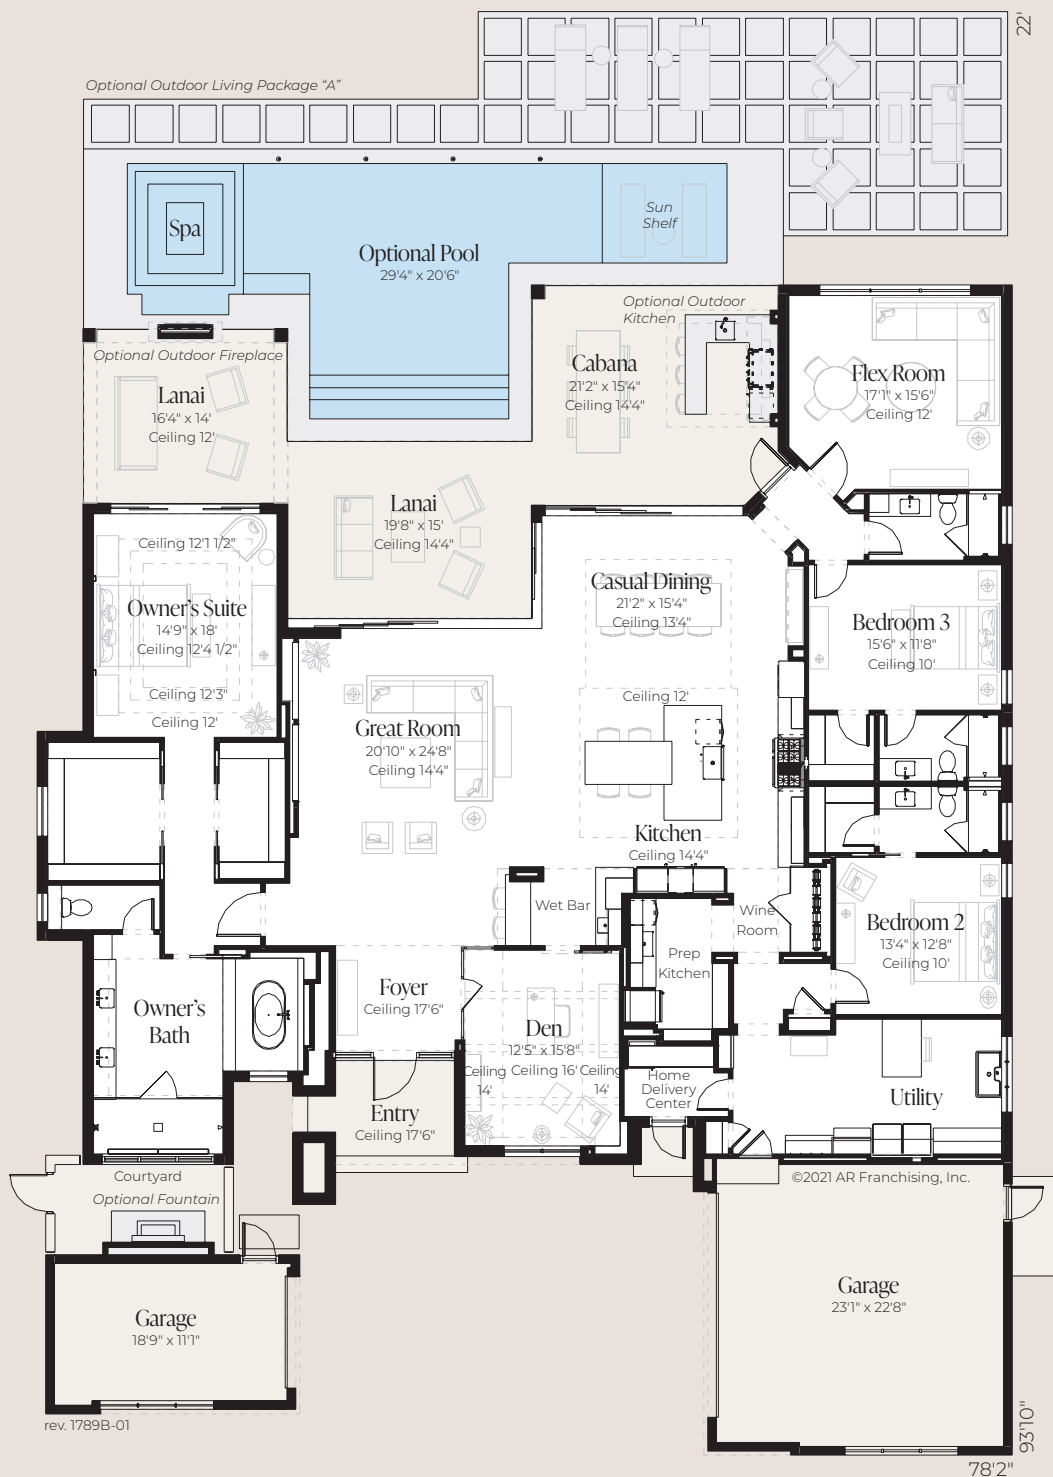 22'
Optional Outdoor Living Package "A"
Spa
Optional Pool
29'4" x 20'6"
Sun
Shelf
Optional Outdoor
Kitchen
Optional Outdoor Fireplace
Lanai
16'4" x 14'
Ceiling 12'
Cabana
21'2" x 15'4"
Ceiling 14'4"
Flex Room
17'1" x 15'6"
Ceiling 12'
Lanai
19'8" x 15'
Ceiling 14'4"
Ceiling 12'1 1/2"
Owner's Suite
14'9" x 18'
Ceiling 12'4 1/2"
Ceiling 12'3"
Ceiling 12'
Casual Dining
21'2" x 15'4"
Ceiling 13'4"
Bedroom 3
15'6" x 11'8"
Ceiling 10'
Ceiling 12'
Great Room
20'10" x 24'8"
Ceiling 14'4"
Kitchen
Ceiling 14'4"
Wet Bar
Wine
Room
Bedroom 2
13'4" x 12'8"
Ceiling 10'
Prep
Kitchen
Owner's
Bath
Foyer
Ceiling 17'6"
Den
12'5" x 15'8"
Ceiling
14'
Ceiling 16'
Ceiling
14'
Home
Delivery
Center
Utility
Entry
Ceiling 17'6"
Courtyard
Optional Fountain
©2021 AR Franchising, Inc.
Garage
18'9" x 11'1"
Garage
23'1" x 22'8"
rev. 1789B-01
93'10"
78'2"